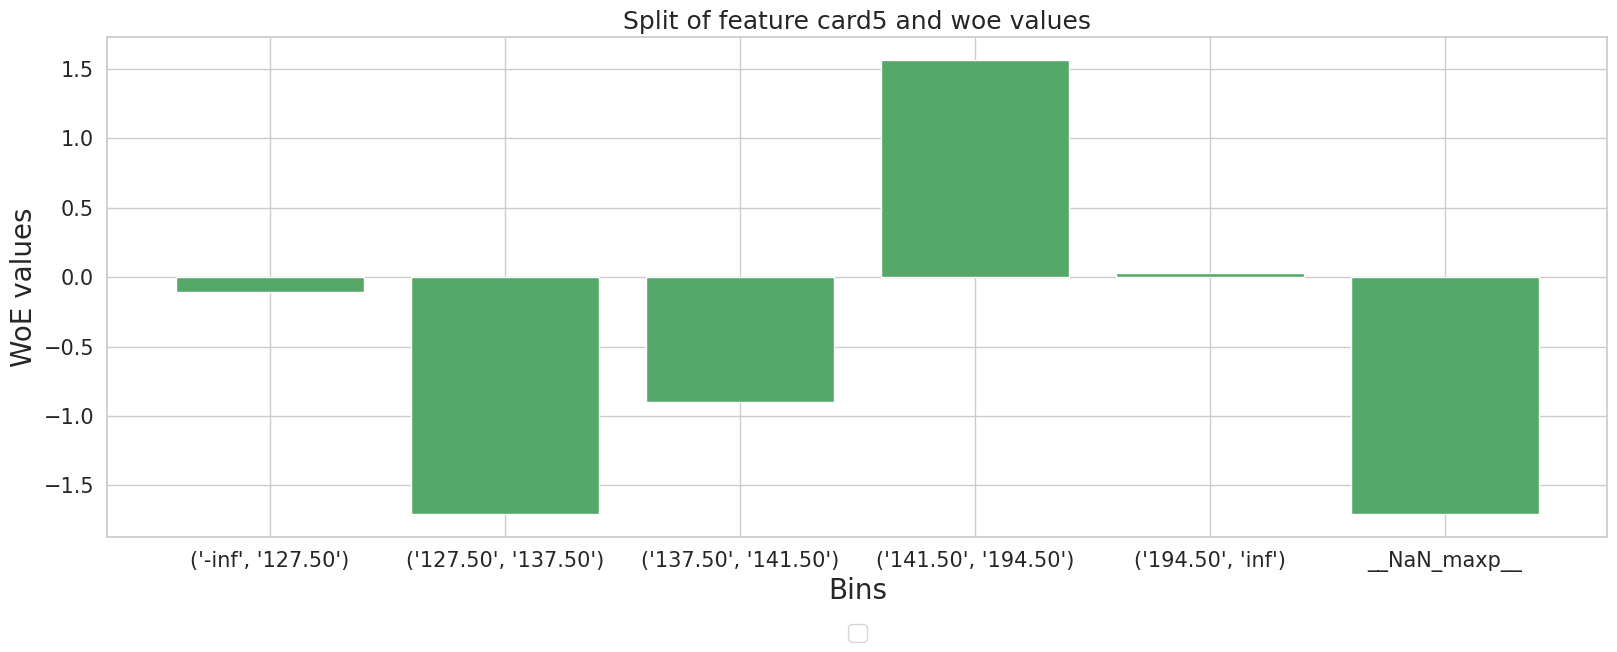 Split of feature card5 and woe values
WoE values
1.5
1.0
0.5
0.0
−0.5
−1.0
−1.5
('-inf', '127.50')
('127.50', '137.50')
('137.50', '141.50')
('141.50', '194.50')
('194.50', 'inf')
__NaN_maxp__
Bins